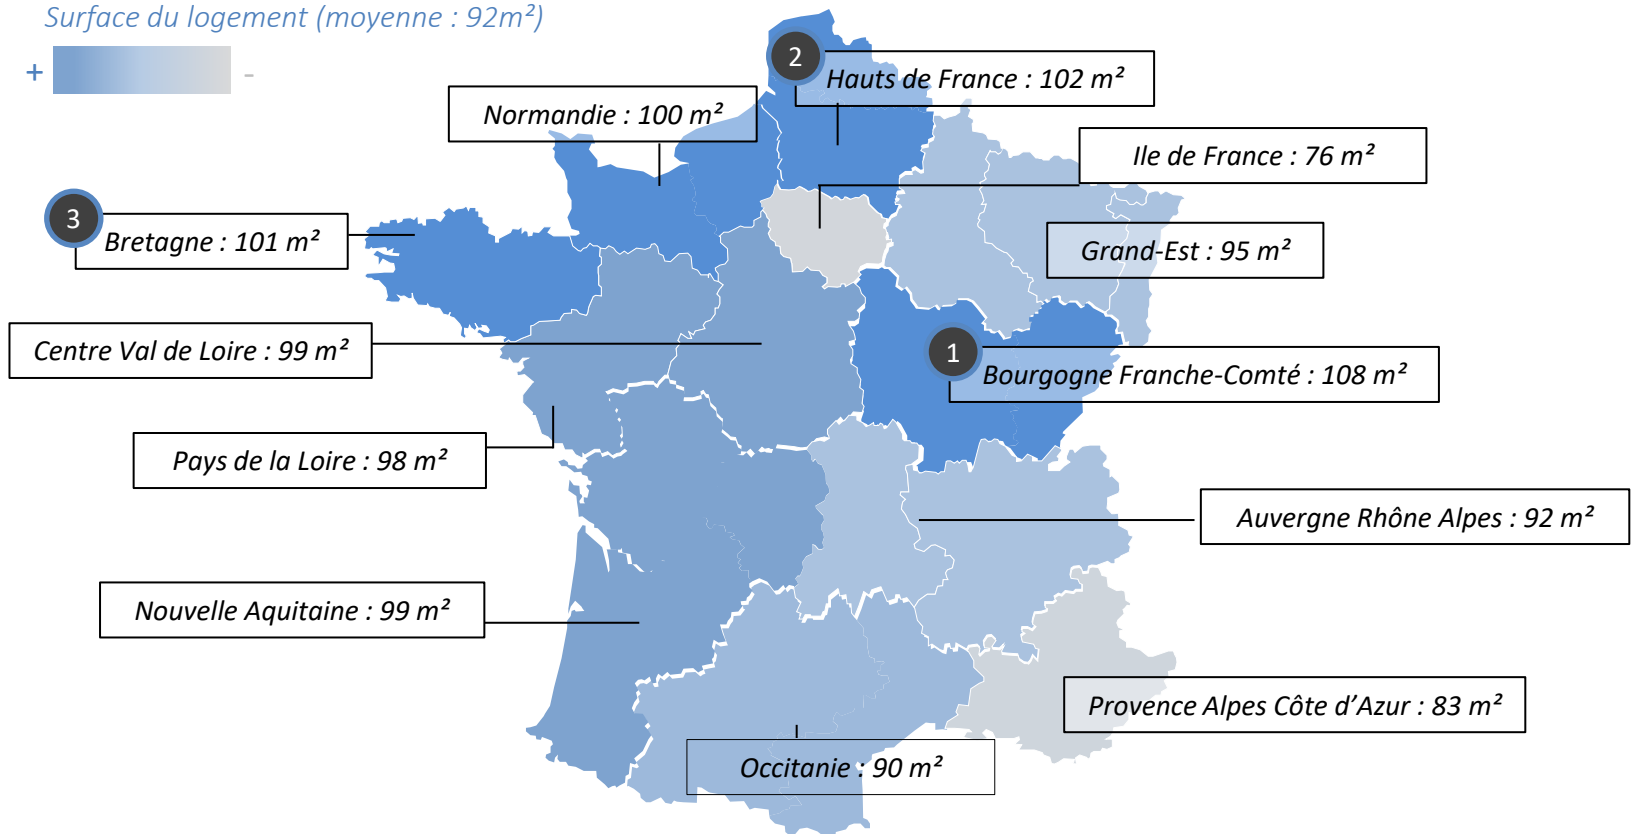 Surface du logement (moyenne : 92m²)
+ -
2
Hauts de France : 102 m²
Normandie : 100 m²
Ile de France : 76 m²
3
Bretagne : 101 m²
Grand-Est : 95 m²
Centre Val de Loire : 99 m²
1
Bourgogne Franche-Comté : 108 m²
Pays de la Loire : 98 m²
Auvergne Rhône Alpes : 92 m²
Nouvelle Aquitaine : 99 m²
Provence Alpes Côte d'Azur : 83 m²
Occitanie : 90 m²